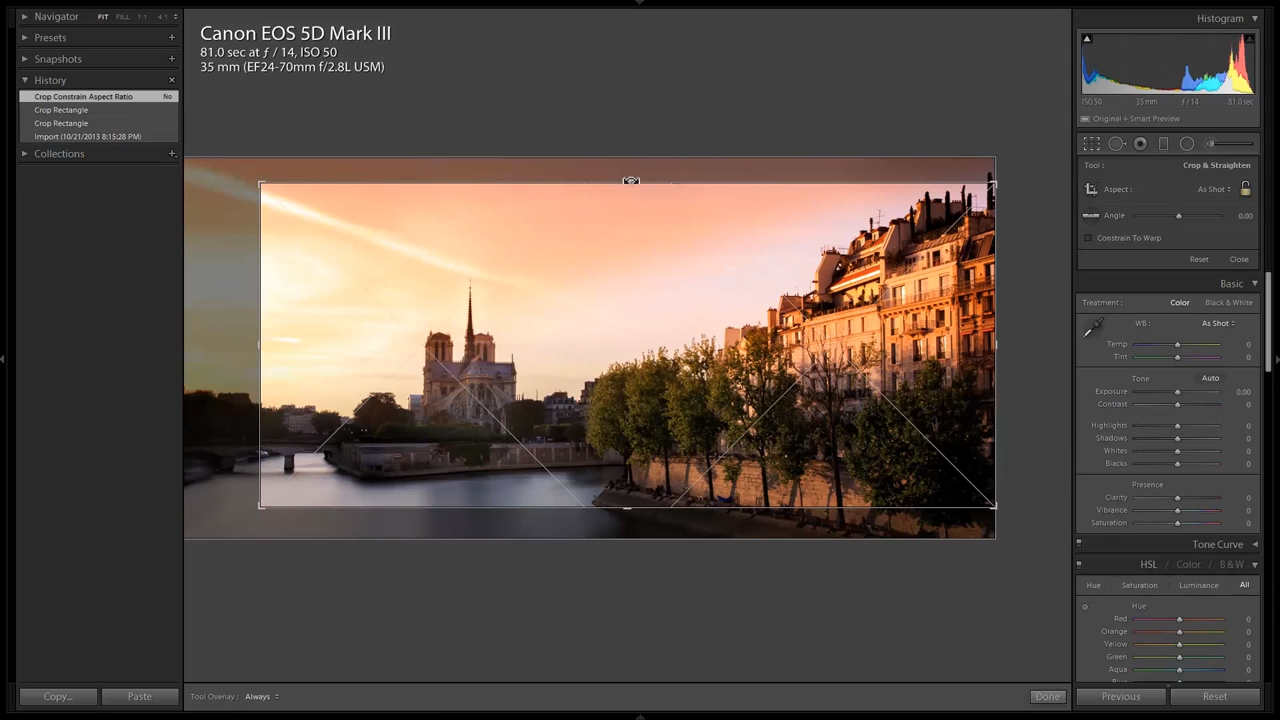 Navigator FIT FILL 1:1 4:1
Presets
Snapshots
History
Crop Constrain Aspect Ratio No
Crop Rectangle
Crop Rectangle
Import (10/21/2013 8:15:28 PM)
Collections
Copy...
Paste
Canon EOS 5D Mark III
81.0 sec at ƒ / 14, ISO 50
35 mm (EF24-70mm f/2.8L USM)
Tool Overlay: Always
Done
Histogram
ISO 50 35 mm ƒ / 14 81.0 sec
Original + Smart Preview
Tool : Crop & Straighten
Aspect : As Shot
Angle 0.00
Constrain To Warp
Reset Close
Basic
Treatment : Color Black & White
WB : As Shot
Temp 0
Tint 0
Tone Auto
Exposure 0.00
Contrast 0
Highlights 0
Shadows 0
Whites 0
Blacks 0
Presence
Clarity 0
Vibrance 0
Saturation 0
Tone Curve
HSL / Color / B & W
Hue Saturation Luminance All
Hue
Red 0
Orange 0
Yellow 0
Green 0
Aqua 0
Previous
Reset